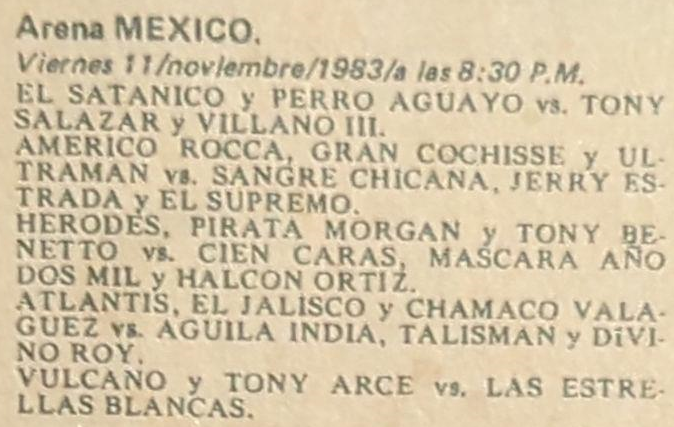 Arena MEXICO.
Viernes 11/noviembre/1983/a las 8:30 P.M.
EL SATANICO y PERRO AGUAYO vs. TONY
SALAZAR y VILLANO III.
AMERICO ROCCA, GRAN COCHISSE y UL-
TRAMAN vs. SANGRE CHICANA, JERRY ES-
TRADA y EL SUPREMO.
HERODES, PIRATA MORGAN y TONY BE-
NETTO vs. CIEN CARAS, MASCARA AÑO
DOS MIL y HALCON ORTIZ.
ATLANTIS, EL JALISCO y CHAMACO VALA-
GUEZ vs. AGUILA INDIA, TALISMAN y DiVI-
NO ROY.
VULCANO y TONY ARCE vs. LAS ESTRE-
LLAS BLANCAS.